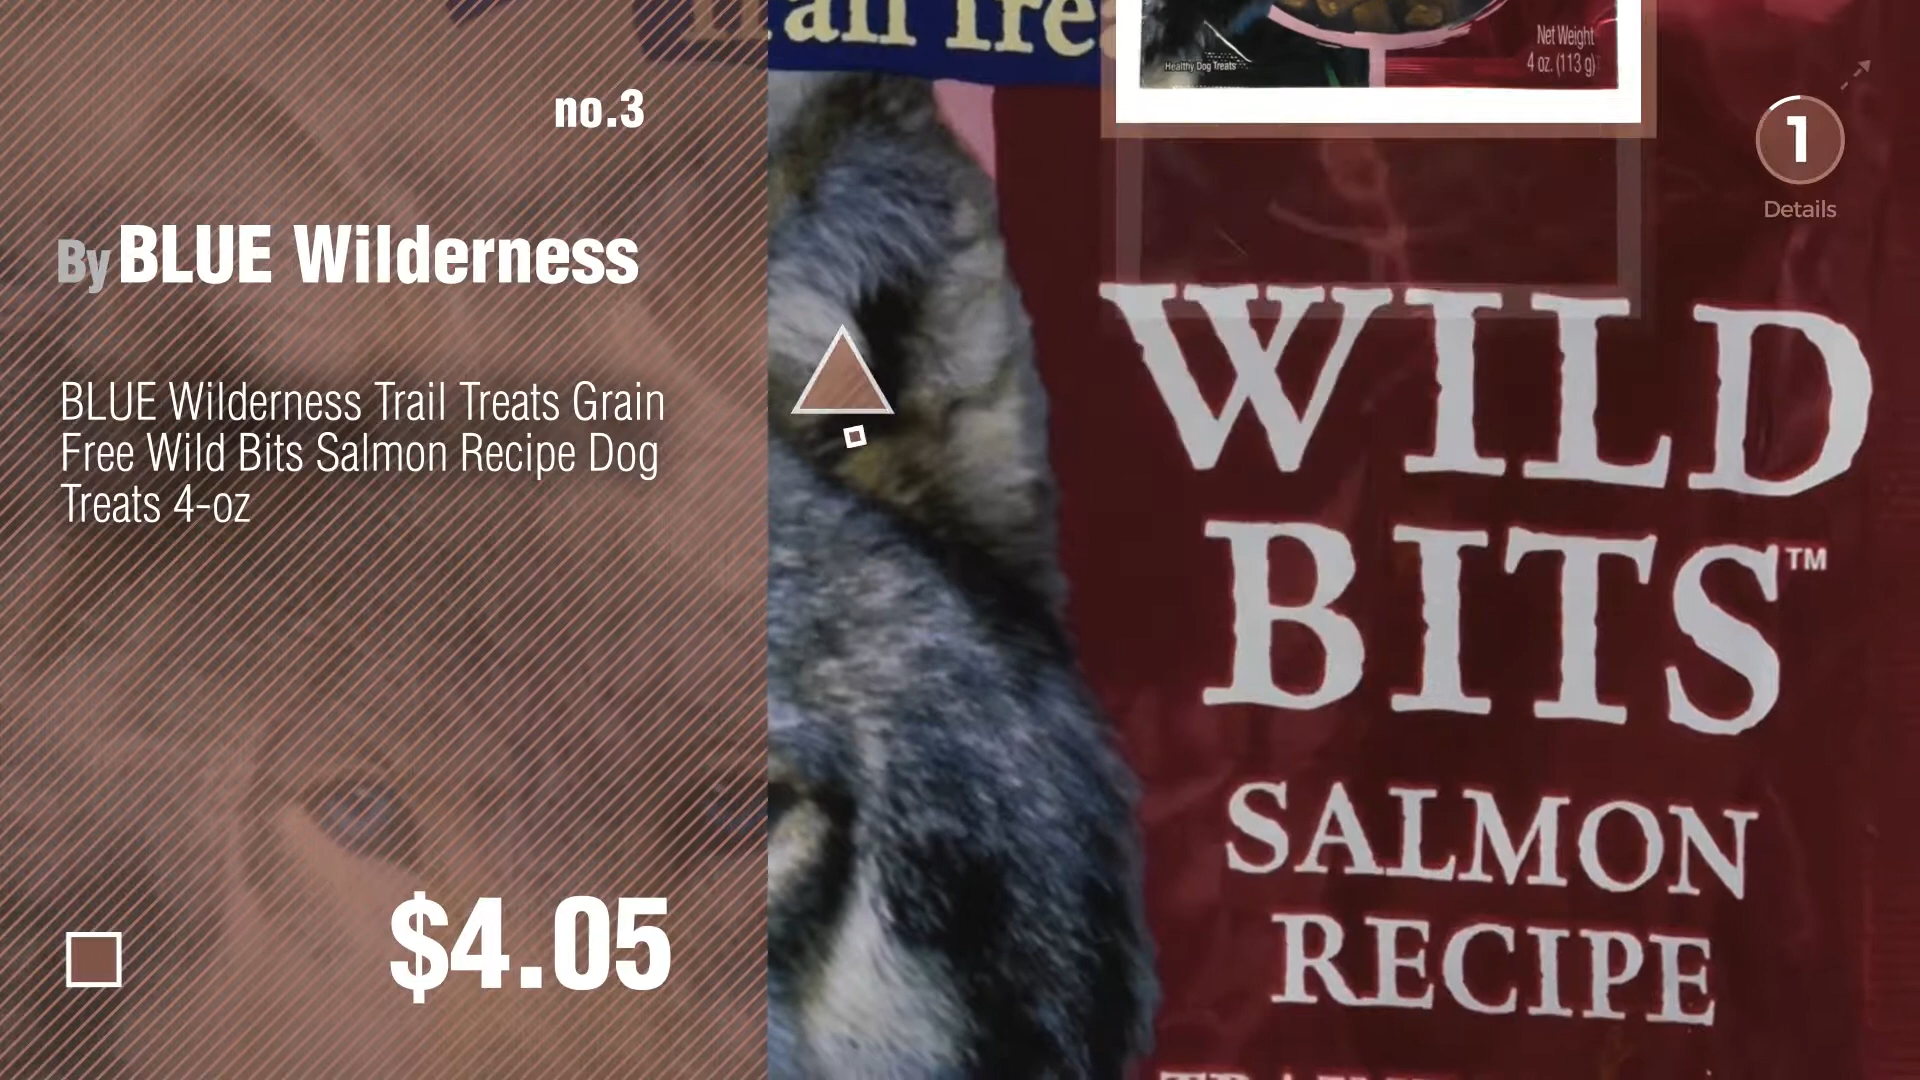 no.3
By BLUE Wilderness
BLUE Wilderness Trail Treats Grain
Free Wild Bits Salmon Recipe Dog
Treats 4-oz
$4.05
Healthy Dog Treats
Net Weight
4 oz. (113 g)
1
Details
WILD
BITS™
SALMON
RECIPE